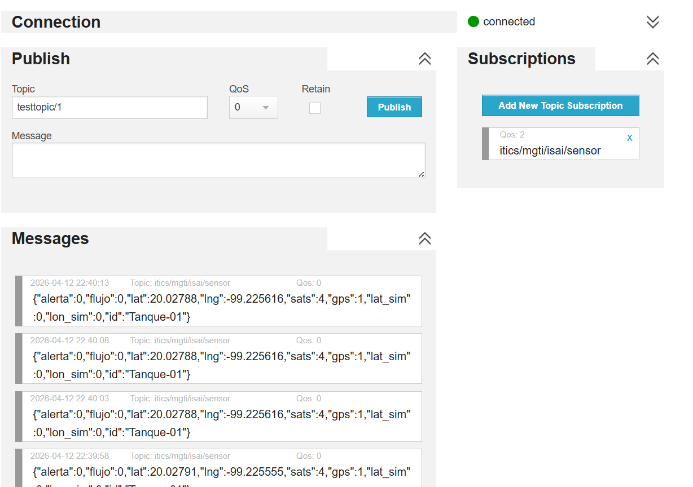 Connection
connected
Publish
Topic
QoS
Retain
testtopic/1
0
Publish
Message
Subscriptions
Add New Topic Subscription
Qos: 2
x
itics/mgti/isai/sensor
Messages
2026-04-12 22:40:13 Topic: itics/mgti/isai/sensor Qos: 0
{"alerta":0,"flujo":0,"lat":20.02788,"lng":-99.225616,"sats":4,"gps":1,"lat_sim"
:0,"lon_sim":0,"id":"Tanque-01"}
2026-04-12 22:40:08 Topic: itics/mgti/isai/sensor Qos: 0
{"alerta":0,"flujo":0,"lat":20.02788,"lng":-99.225616,"sats":4,"gps":1,"lat_sim"
:0,"lon_sim":0,"id":"Tanque-01"}
2026-04-12 22:40:03 Topic: itics/mgti/isai/sensor Qos: 0
{"alerta":0,"flujo":0,"lat":20.02788,"lng":-99.225616,"sats":4,"gps":1,"lat_sim"
:0,"lon_sim":0,"id":"Tanque-01"}
2026-04-12 22:39:58 Topic: itics/mgti/isai/sensor Qos: 0
{"alerta":0,"flujo":0,"lat":20.02791,"lng":-99.225555,"sats":4,"gps":1,"lat_sim"